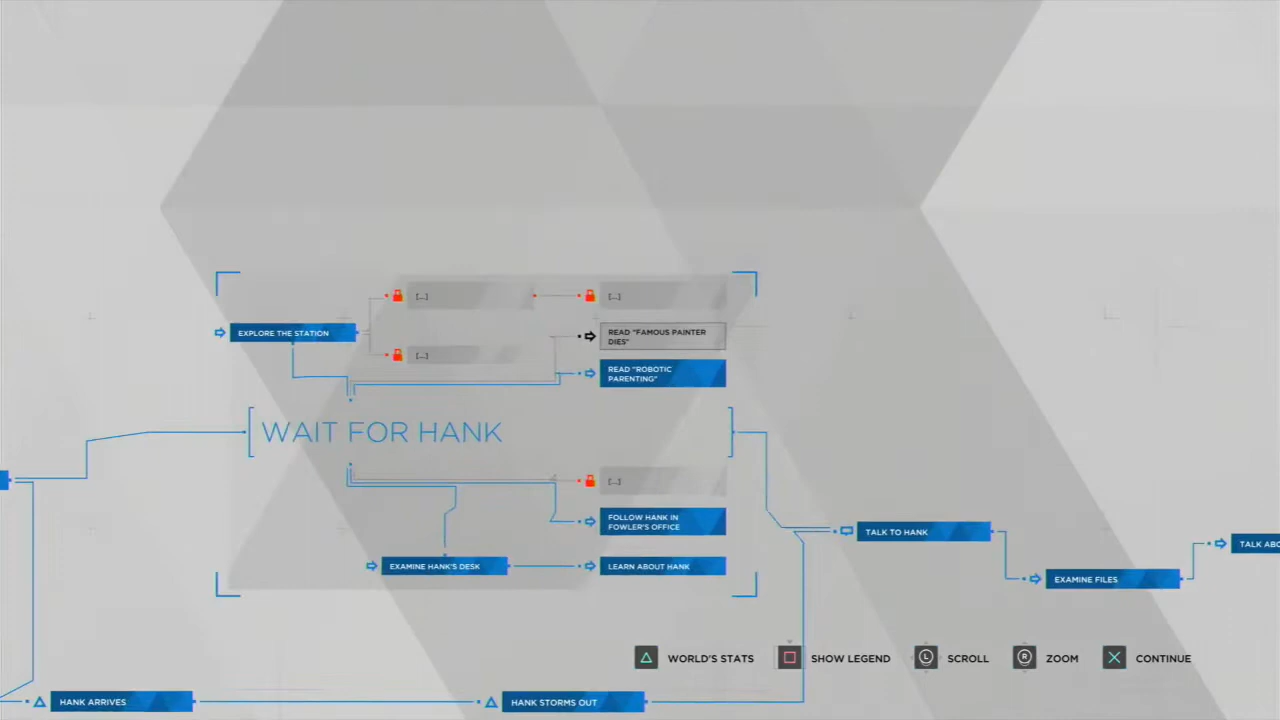 [...]
[...]
EXPLORE THE STATION
READ "FAMOUS PAINTER
DIES"
[...]
READ "ROBOTIC
PARENTING"
WAIT FOR HANK
[...]
FOLLOW HANK IN
FOWLER'S OFFICE
TALK TO HANK
TALK ABO
EXAMINE HANK'S DESK
LEARN ABOUT HANK
EXAMINE FILES
WORLD'S STATS
SHOW LEGEND
L
SCROLL
R
ZOOM
CONTINUE
HANK ARRIVES
HANK STORMS OUT